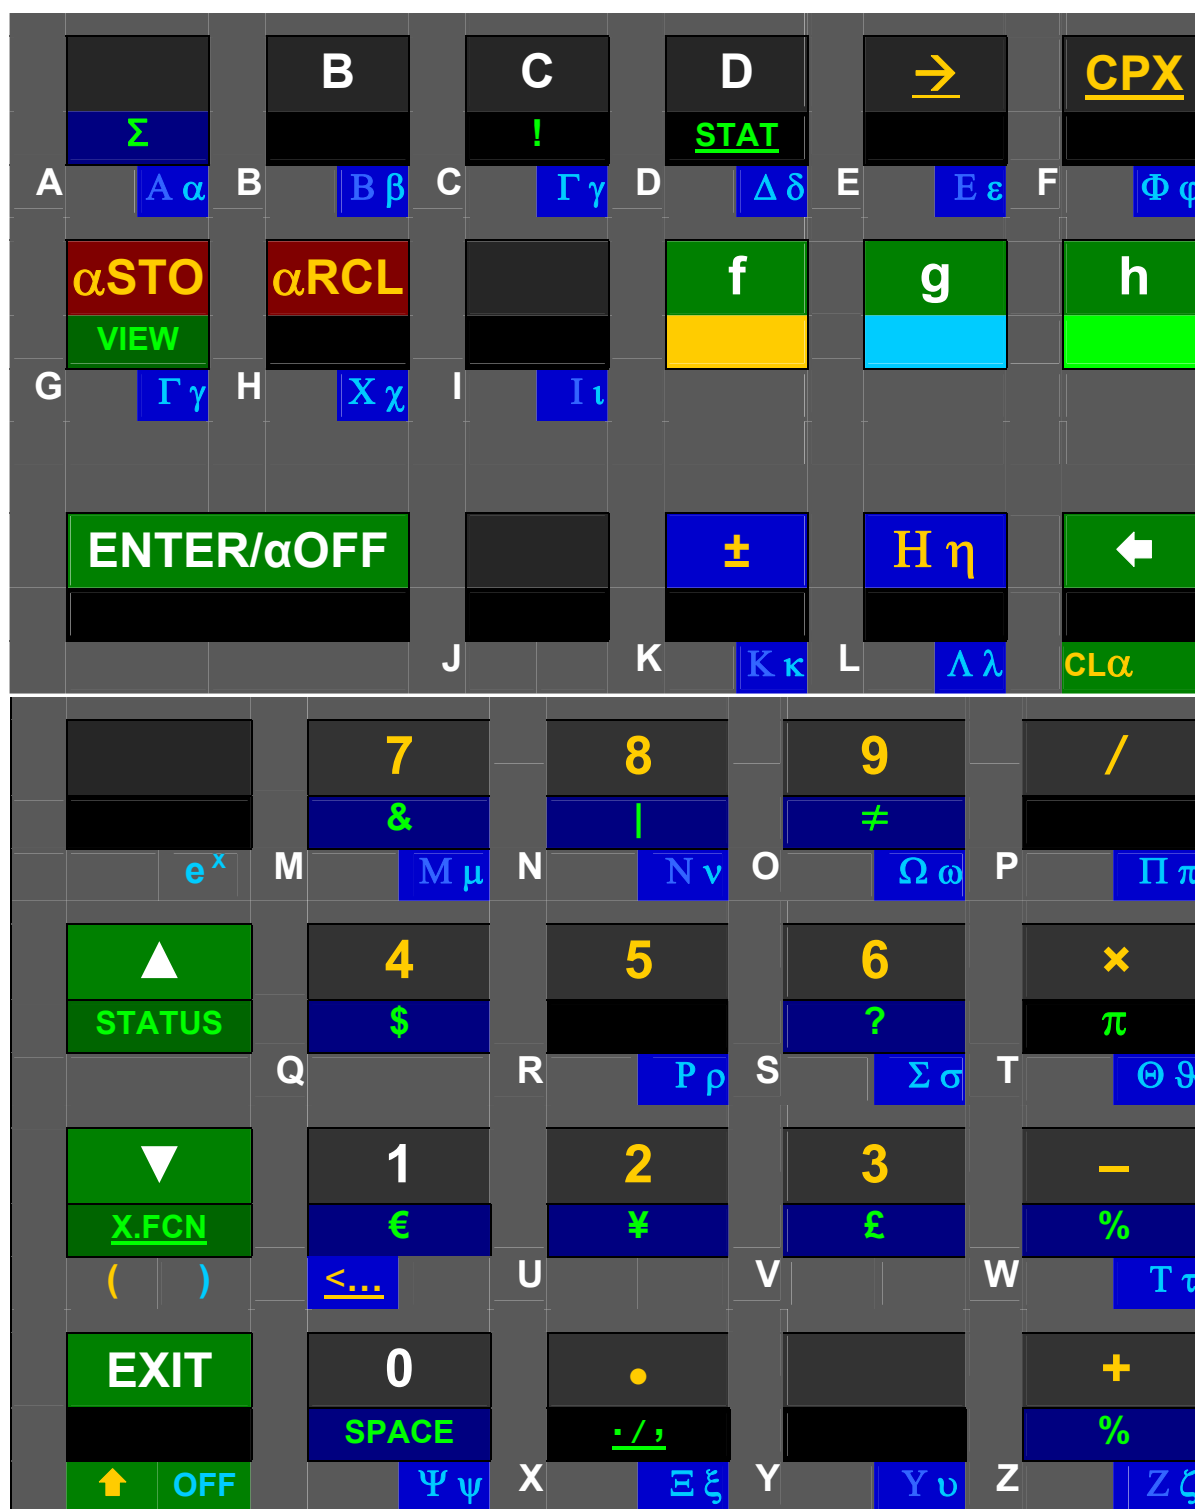 B C D → CPX
Σ ! STAT
A Α α B Β β C Γ γ D Δ δ E Ε ε F Φ φ
αSTO αRCL f g h
VIEW
G Γ γ H Χ χ I Ι ι
ENTER/αOFF ± Η η 🡄
J K Κ κ L Λ λ CLα
7 8 9 /
& | ≠
e^x M Μ μ N Ν ν O Ω ω P Π π
▲ 4 5 6 ×
STATUS $ ? π
Q R Ρ ρ S Σ σ T Θ ϑ
▼ 1 2 3 –
X.FCN € ¥ £ %
( ) <... U V W Τ τ
EXIT 0 . +
SPACE ./, %
🡅 OFF Ψ ψ X Ξ ξ Y Υ υ Z Ζ ζ